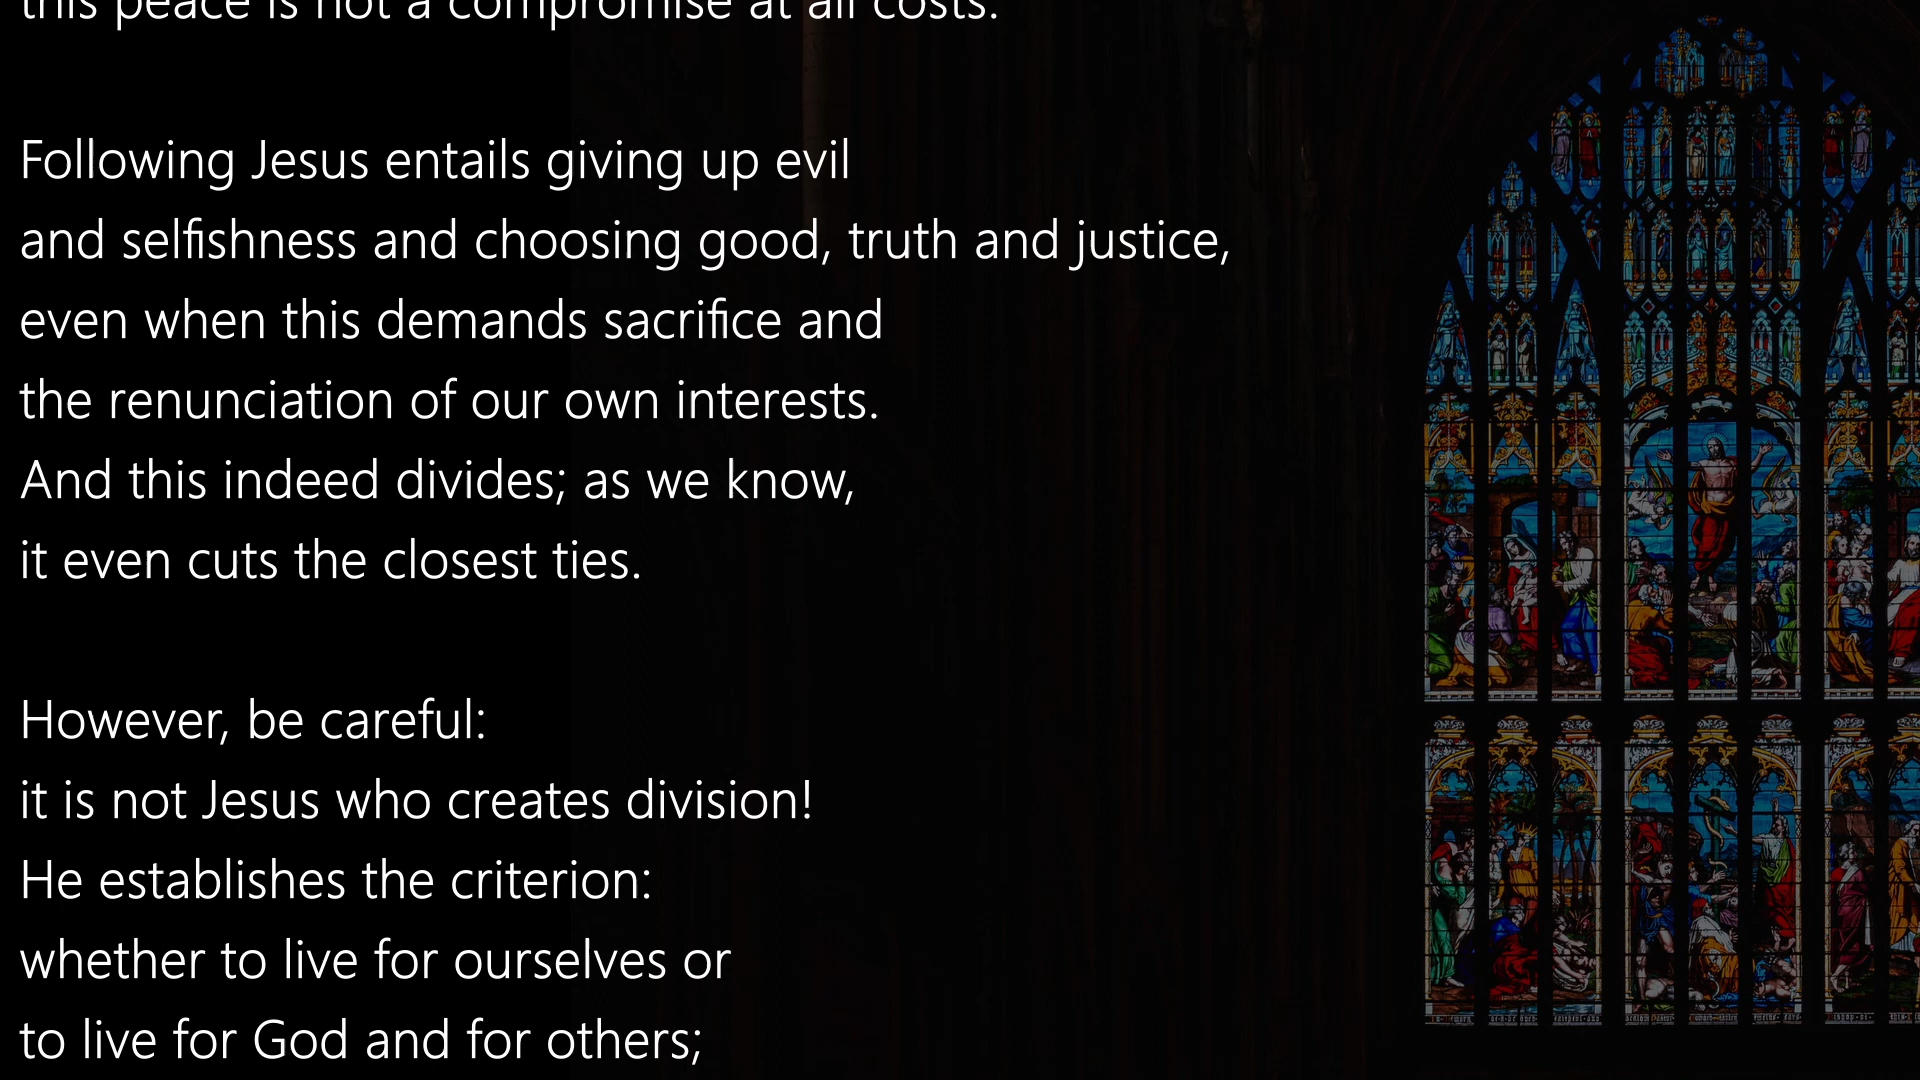 this peace is not a compromise at all costs.
Following Jesus entails giving up evil
and selfishness and choosing good, truth and justice,
even when this demands sacrifice and
the renunciation of our own interests.
And this indeed divides; as we know,
it even cuts the closest ties.
However, be careful:
it is not Jesus who creates division!
He establishes the criterion:
whether to live for ourselves or
to live for God and for others;